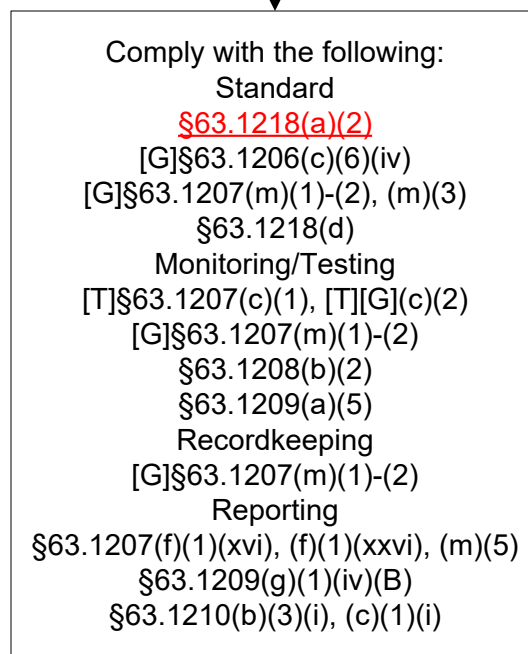 Comply with the following:
Standard
§63.1218(a)(2)
[G]§63.1206(c)(6)(iv)
[G]§63.1207(m)(1)-(2), (m)(3)
§63.1218(d)
Monitoring/Testing
[T]§63.1207(c)(1), [T][G](c)(2)
[G]§63.1207(m)(1)-(2)
§63.1208(b)(2)
§63.1209(a)(5)
Recordkeeping
[G]§63.1207(m)(1)-(2)
Reporting
§63.1207(f)(1)(xvi), (f)(1)(xxvi), (m)(5)
§63.1209(g)(1)(iv)(B)
§63.1210(b)(3)(i), (c)(1)(i)